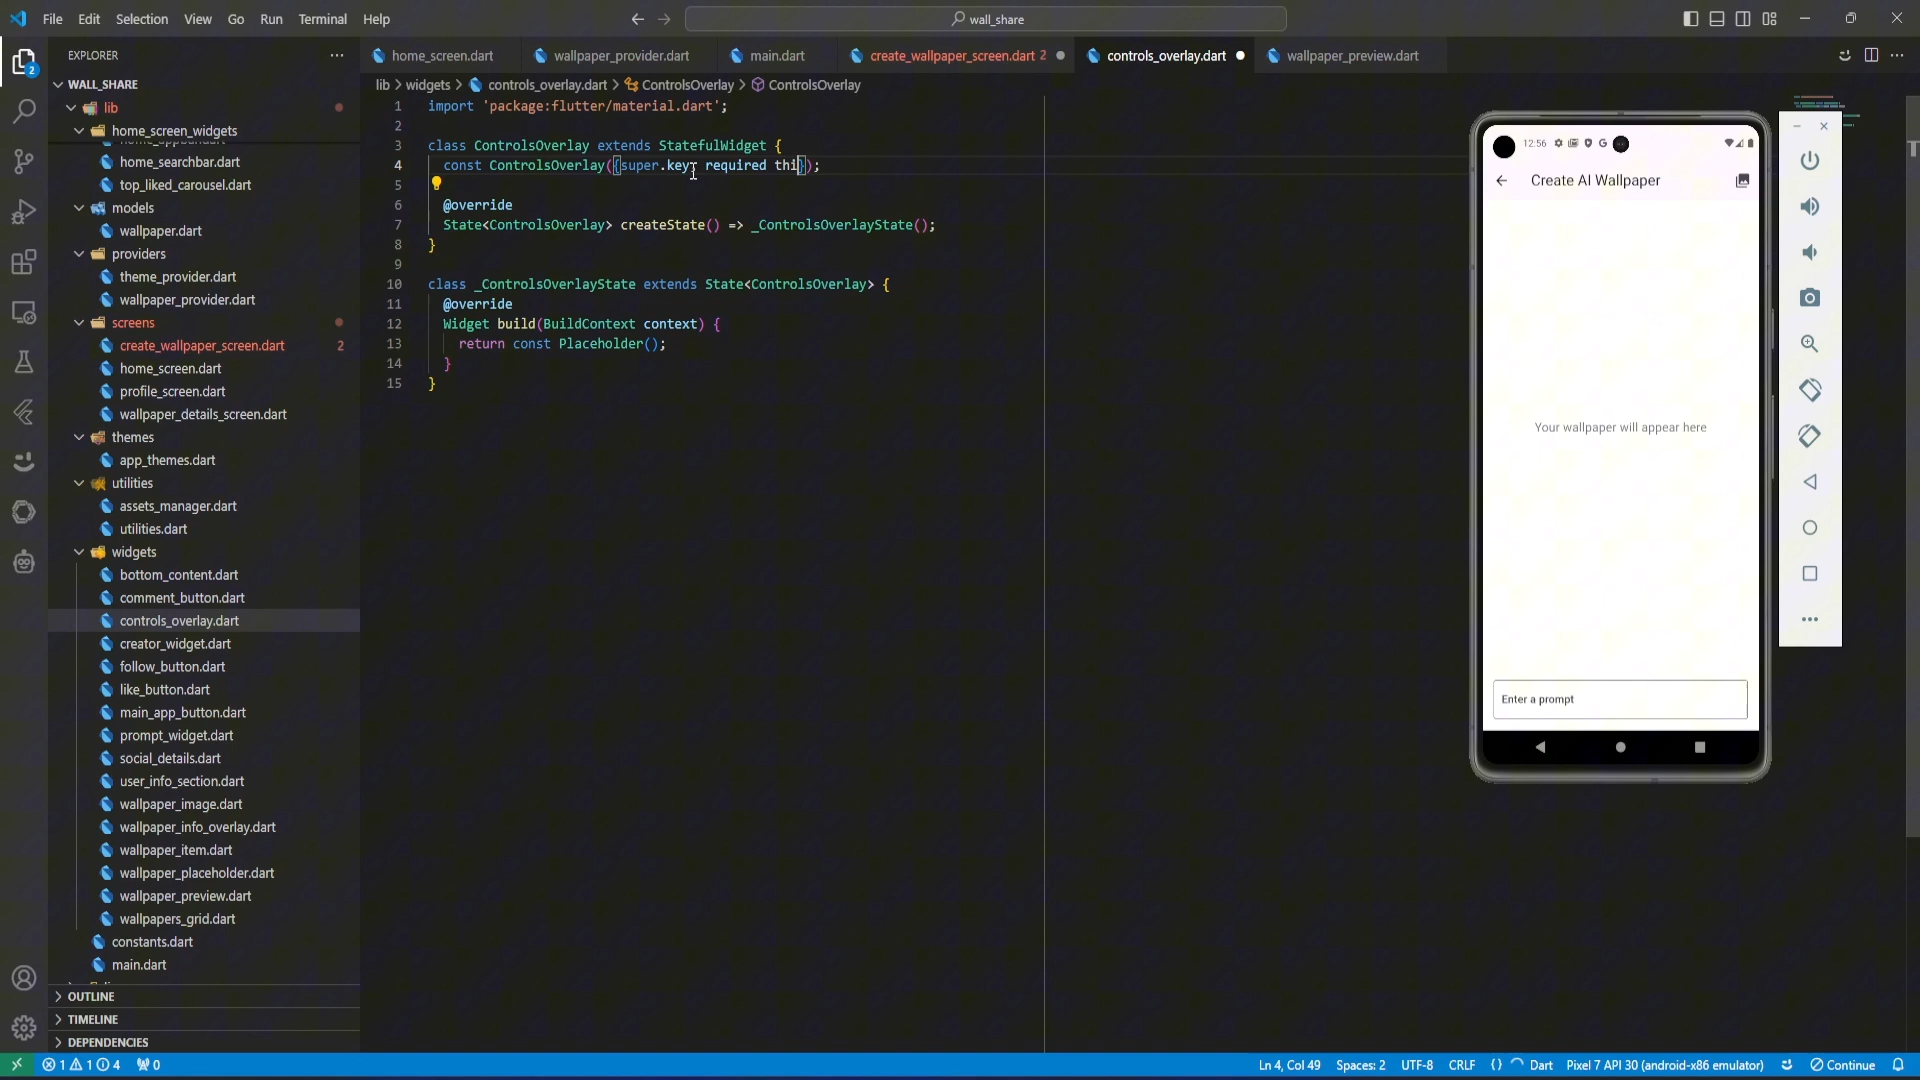 File Edit Selection View Go Run Terminal Help
wall_share
EXPLORER
WALL_SHARE
lib
home_screen_widgets
home_searchbar.dart
top_liked_carousel.dart
models
wallpaper.dart
providers
theme_provider.dart
wallpaper_provider.dart
screens
create_wallpaper_screen.dart 2
home_screen.dart
profile_screen.dart
wallpaper_details_screen.dart
themes
app_themes.dart
utilities
assets_manager.dart
utilities.dart
widgets
bottom_content.dart
comment_button.dart
controls_overlay.dart
creator_widget.dart
follow_button.dart
like_button.dart
main_app_button.dart
prompt_widget.dart
social_details.dart
user_info_section.dart
wallpaper_image.dart
wallpaper_info_overlay.dart
wallpaper_item.dart
wallpaper_placeholder.dart
wallpaper_preview.dart
wallpapers_grid.dart
constants.dart
main.dart
OUTLINE
TIMELINE
DEPENDENCIES
2
home_screen.dart wallpaper_provider.dart main.dart create_wallpaper_screen.dart 2 controls_overlay.dart wallpaper_preview.dart
lib > widgets > controls_overlay.dart > ControlsOverlay > ControlsOverlay
1 import 'package:flutter/material.dart';
2
3 class ControlsOverlay extends StatefulWidget {
4 const ControlsOverlay({super.key, required thi});
5
6 @override
7 State<ControlsOverlay> createState() => _ControlsOverlayState();
8 }
9
10 class _ControlsOverlayState extends State<ControlsOverlay> {
11 @override
12 Widget build(BuildContext context) {
13 return const Placeholder();
14 }
15 }
12:56 G
Create AI Wallpaper
Your wallpaper will appear here
Enter a prompt
1 1 4 0
Ln 4, Col 49 Spaces: 2 UTF-8 CRLF {} Dart Pixel 7 API 30 (android-x86 emulator) Continue